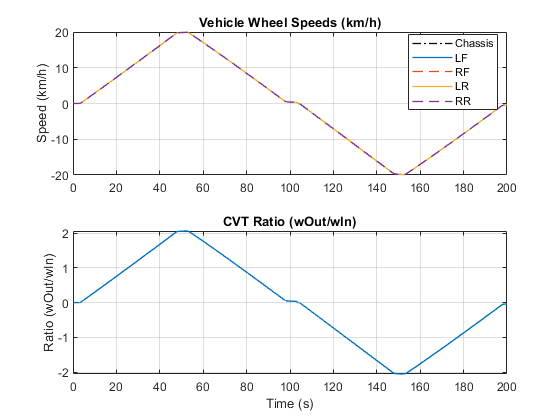 Vehicle Wheel Speeds (km/h)
20
10
0
-10
-20
Speed (km/h)
Chassis
LF
RF
LR
RR
0 20 40 60 80 100 120 140 160 180 200
CVT Ratio (wOut/wIn)
2
1
0
-1
-2
Ratio (wOut/wIn)
0 20 40 60 80 100 120 140 160 180 200
Time (s)